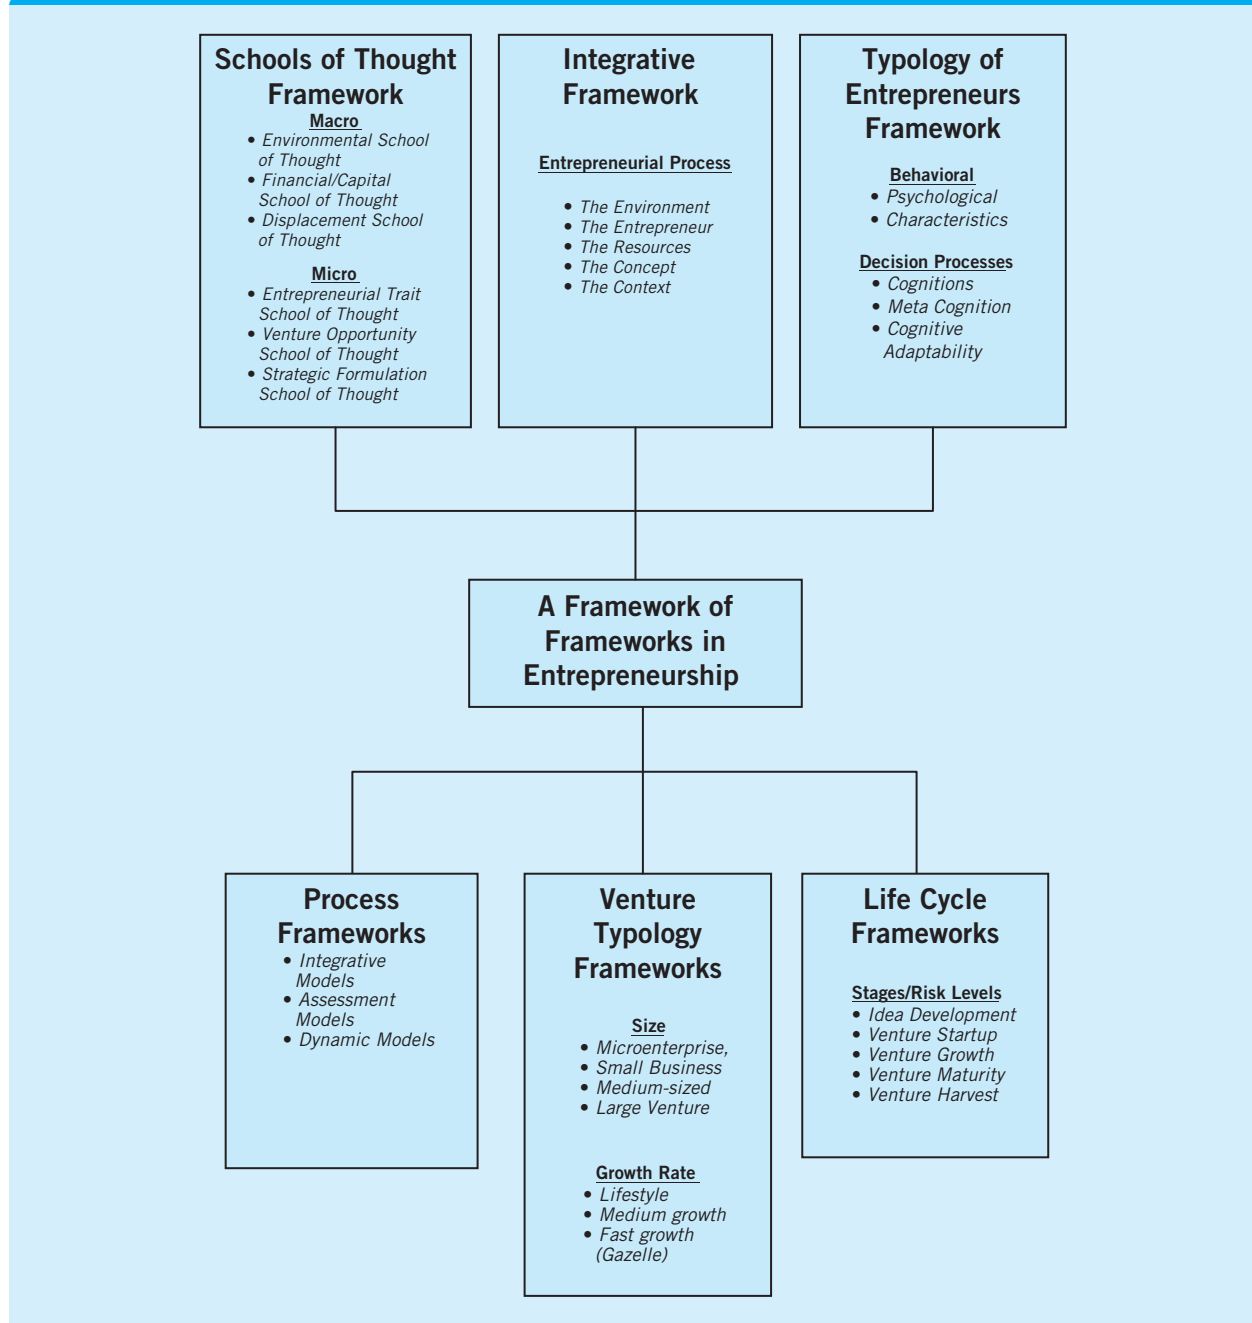 Schools of Thought
Framework
Macro
• Environmental School
of Thought
• Financial/Capital
School of Thought
• Displacement School
of Thought
Micro
• Entrepreneurial Trait
School of Thought
• Venture Opportunity
School of Thought
• Strategic Formulation
School of Thought
Integrative
Framework
Entrepreneurial Process
• The Environment
• The Entrepreneur
• The Resources
• The Concept
• The Context
Typology of
Entrepreneurs
Framework
Behavioral
• Psychological
• Characteristics
Decision Processes
• Cognitions
• Meta Cognition
• Cognitive
Adaptability
A Framework of
Frameworks in
Entrepreneurship
Process
Frameworks
• Integrative
Models
• Assessment
Models
• Dynamic Models
Venture
Typology
Frameworks
Size
• Microenterprise,
• Small Business
• Medium-sized
• Large Venture
Growth Rate
• Lifestyle
• Medium growth
• Fast growth
(Gazelle)
Life Cycle
Frameworks
Stages/Risk Levels
• Idea Development
• Venture Startup
• Venture Growth
• Venture Maturity
• Venture Harvest